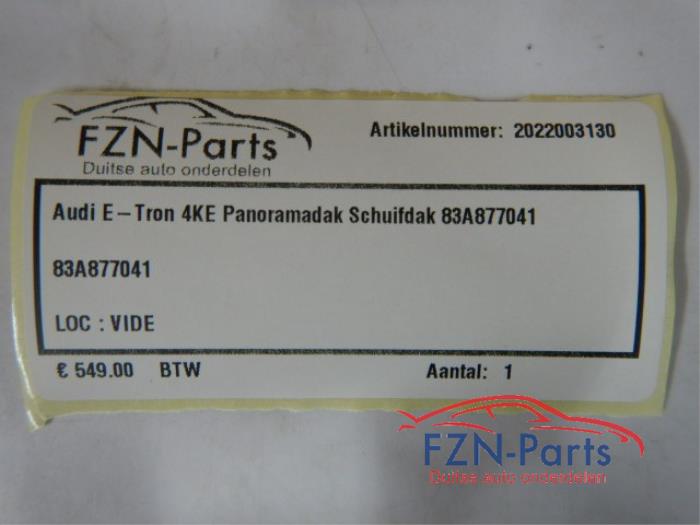 FZN-Parts
Duitse auto onderdelen
Artikelnummer: 2022003130
Audi E-Tron 4KE Panoramadak Schuifdak 83A877041
83A877041
LOC : VIDE
€ 549.00 BTW
Aantal: 1
FZN-Parts
Duitse auto onderdelen